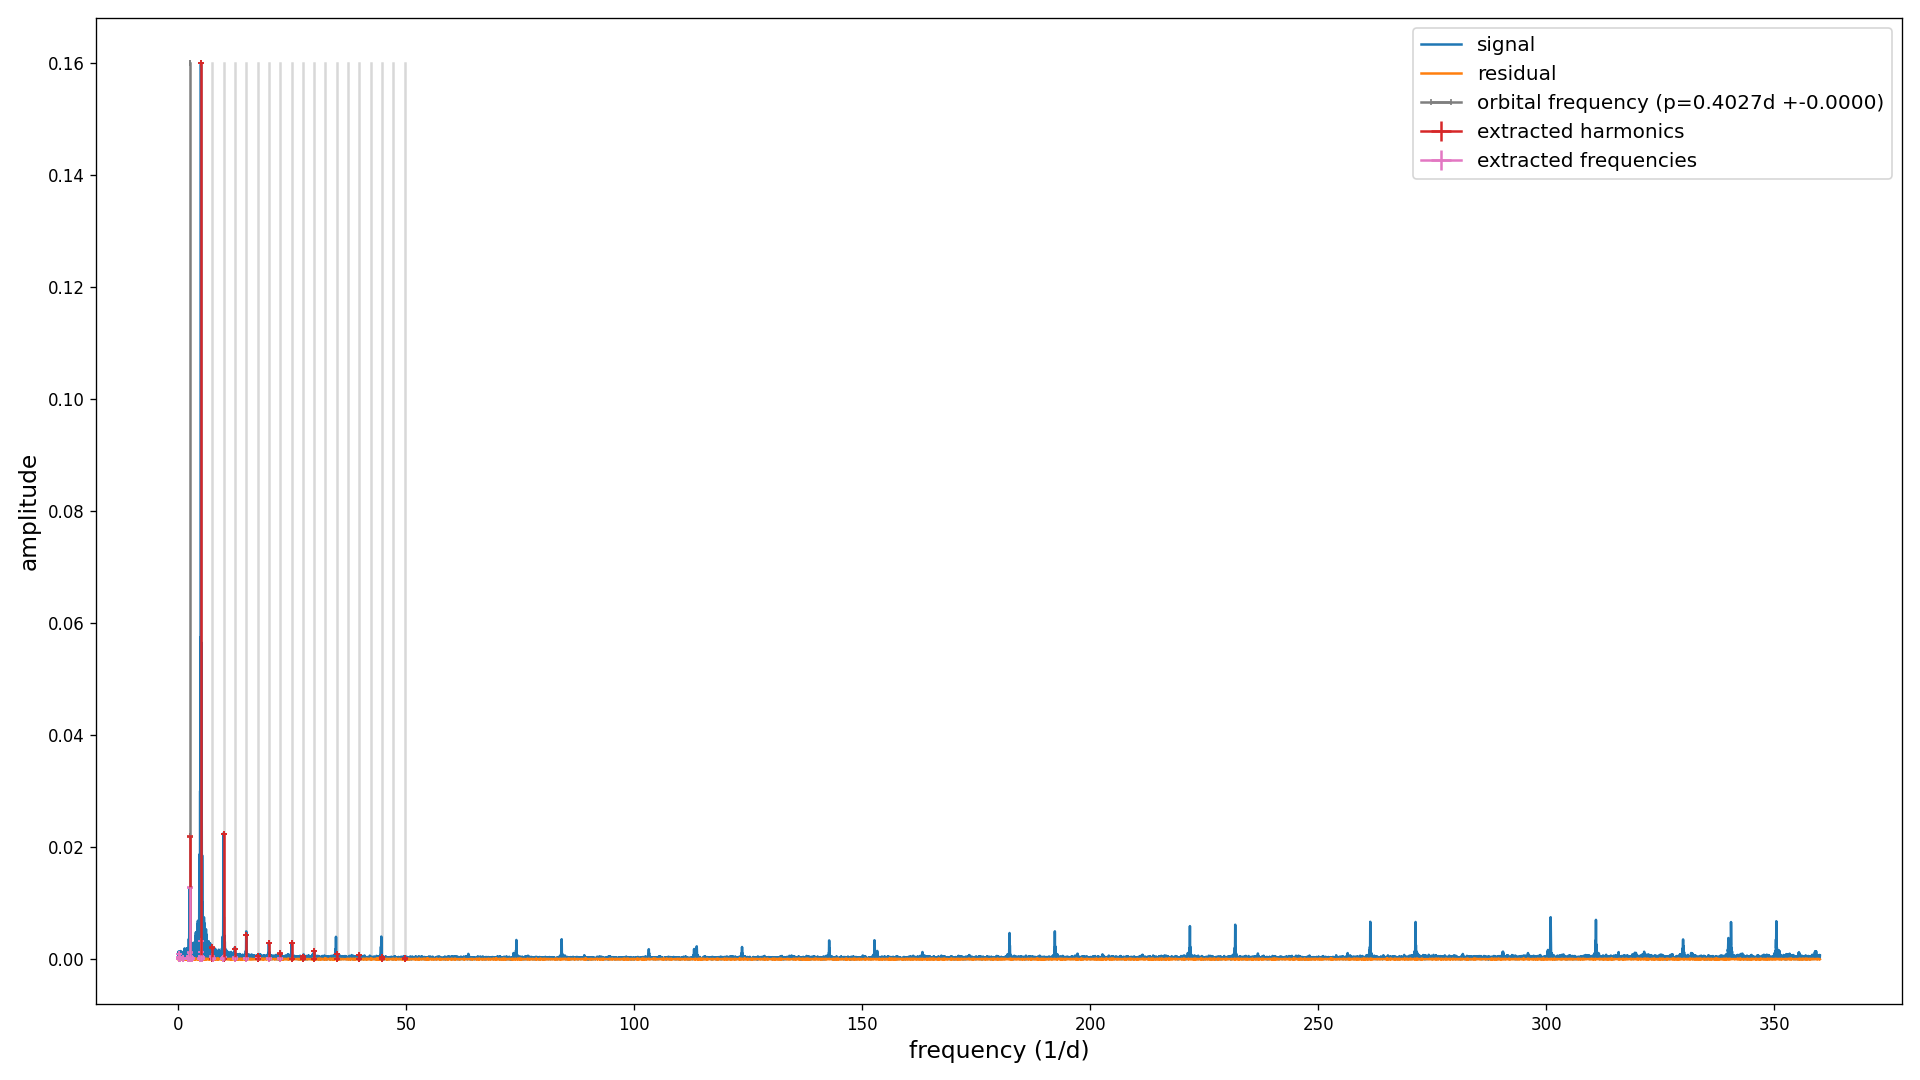 signal
residual
orbital frequency (p=0.4027d +-0.0000)
extracted harmonics
extracted frequencies
0.16
0.14
0.12
0.10
0.08
0.06
0.04
0.02
0.00
amplitude
0 50 100 150 200 250 300 350
frequency (1/d)